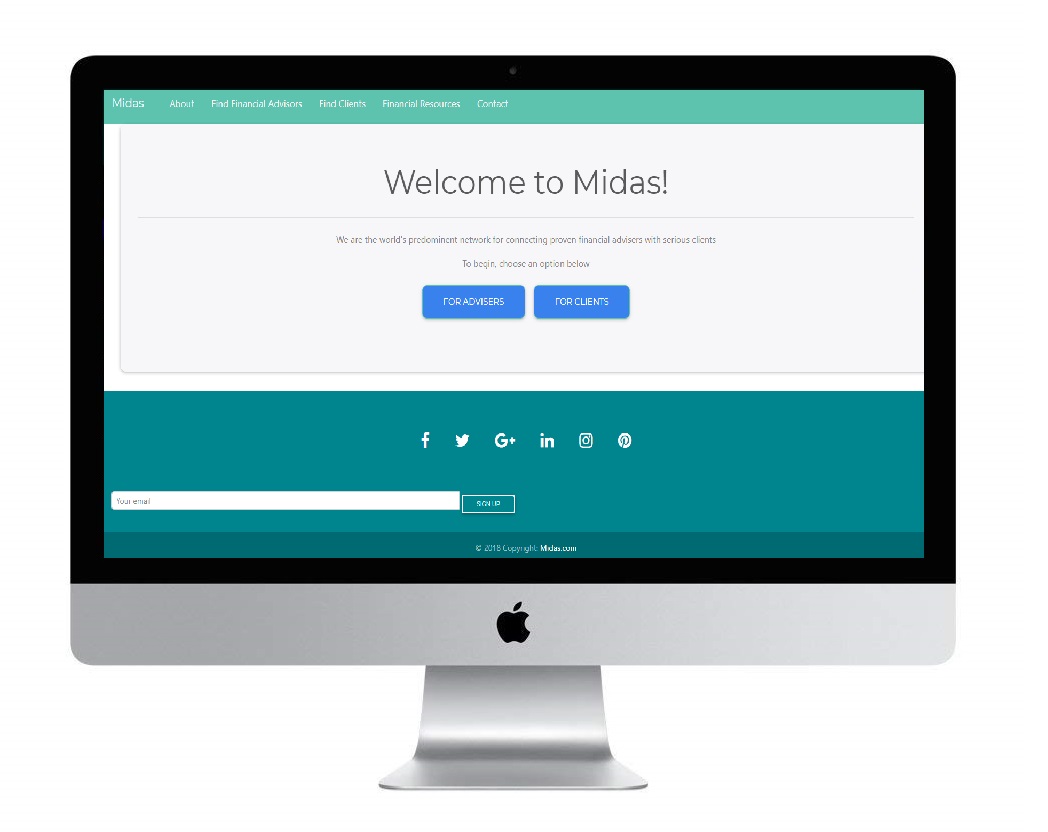 Midas About Find Financial Advisors Find Clients Financial Resources Contact
Welcome to Midas!
We are the world's predominent network for connecting proven financial advisers with serious clients
To begin, choose an option below
FOR ADVISERS FOR CLIENTS
Your email SIGN UP
© 2018 Copyright: Midas.com